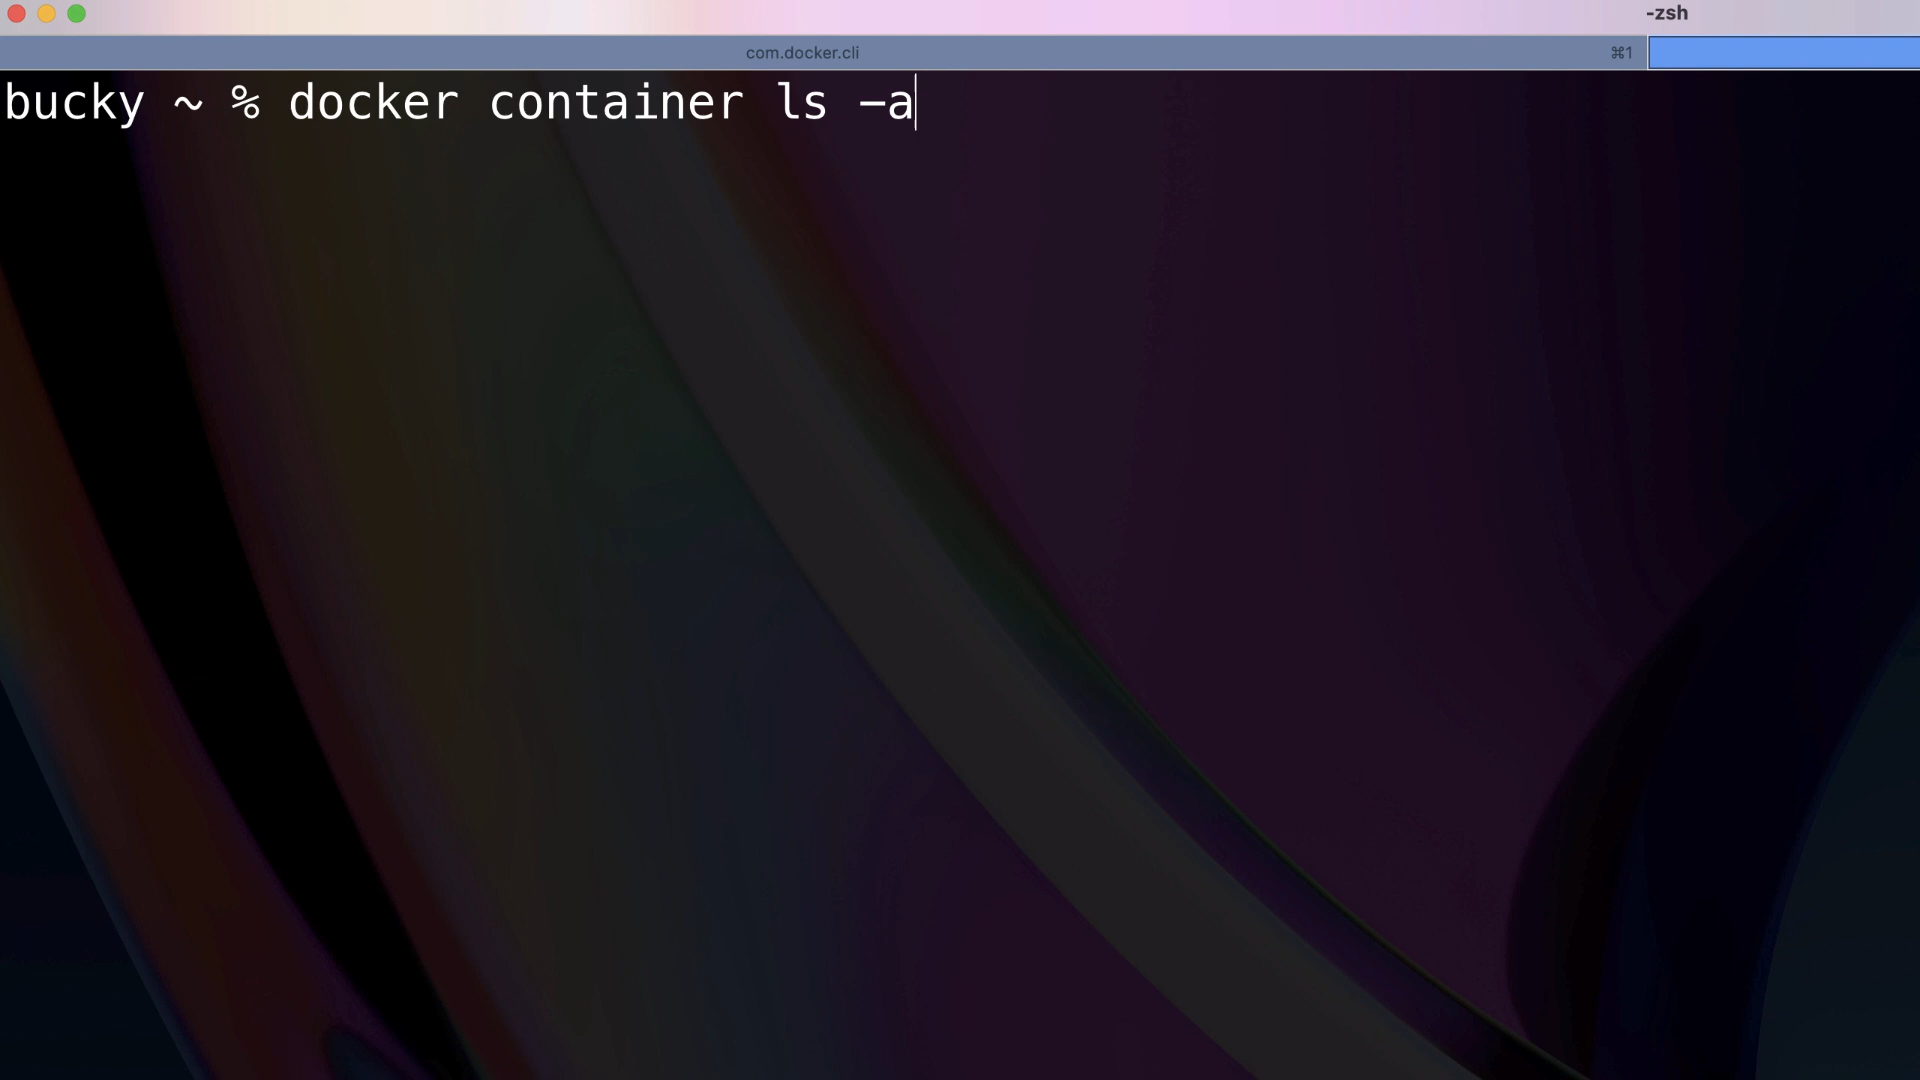 -zsh
com.docker.cli ⌘1
bucky ~ % docker container ls -a